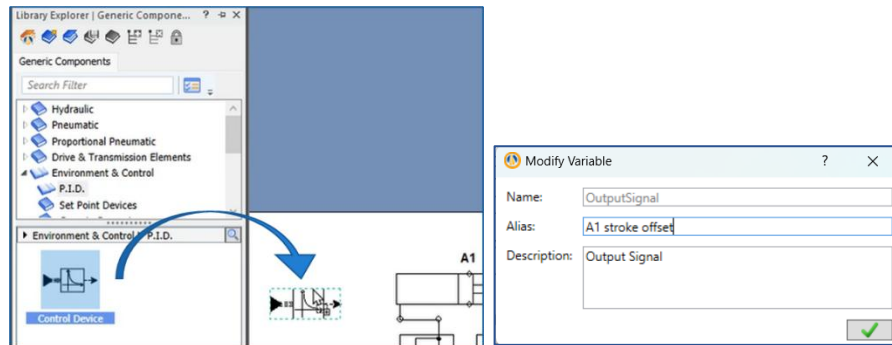 Library Explorer | Generic Compone...
Generic Components
Search Filter
Hydraulic
Pneumatic
Proportional Pneumatic
Drive & Transmission Elements
Environment & Control
P.I.D.
Set Point Devices
Environment & Control P.I.D.
Control Device
A1
Modify Variable
Name: OutputSignal
Alias: A1 stroke offset
Description: Output Signal